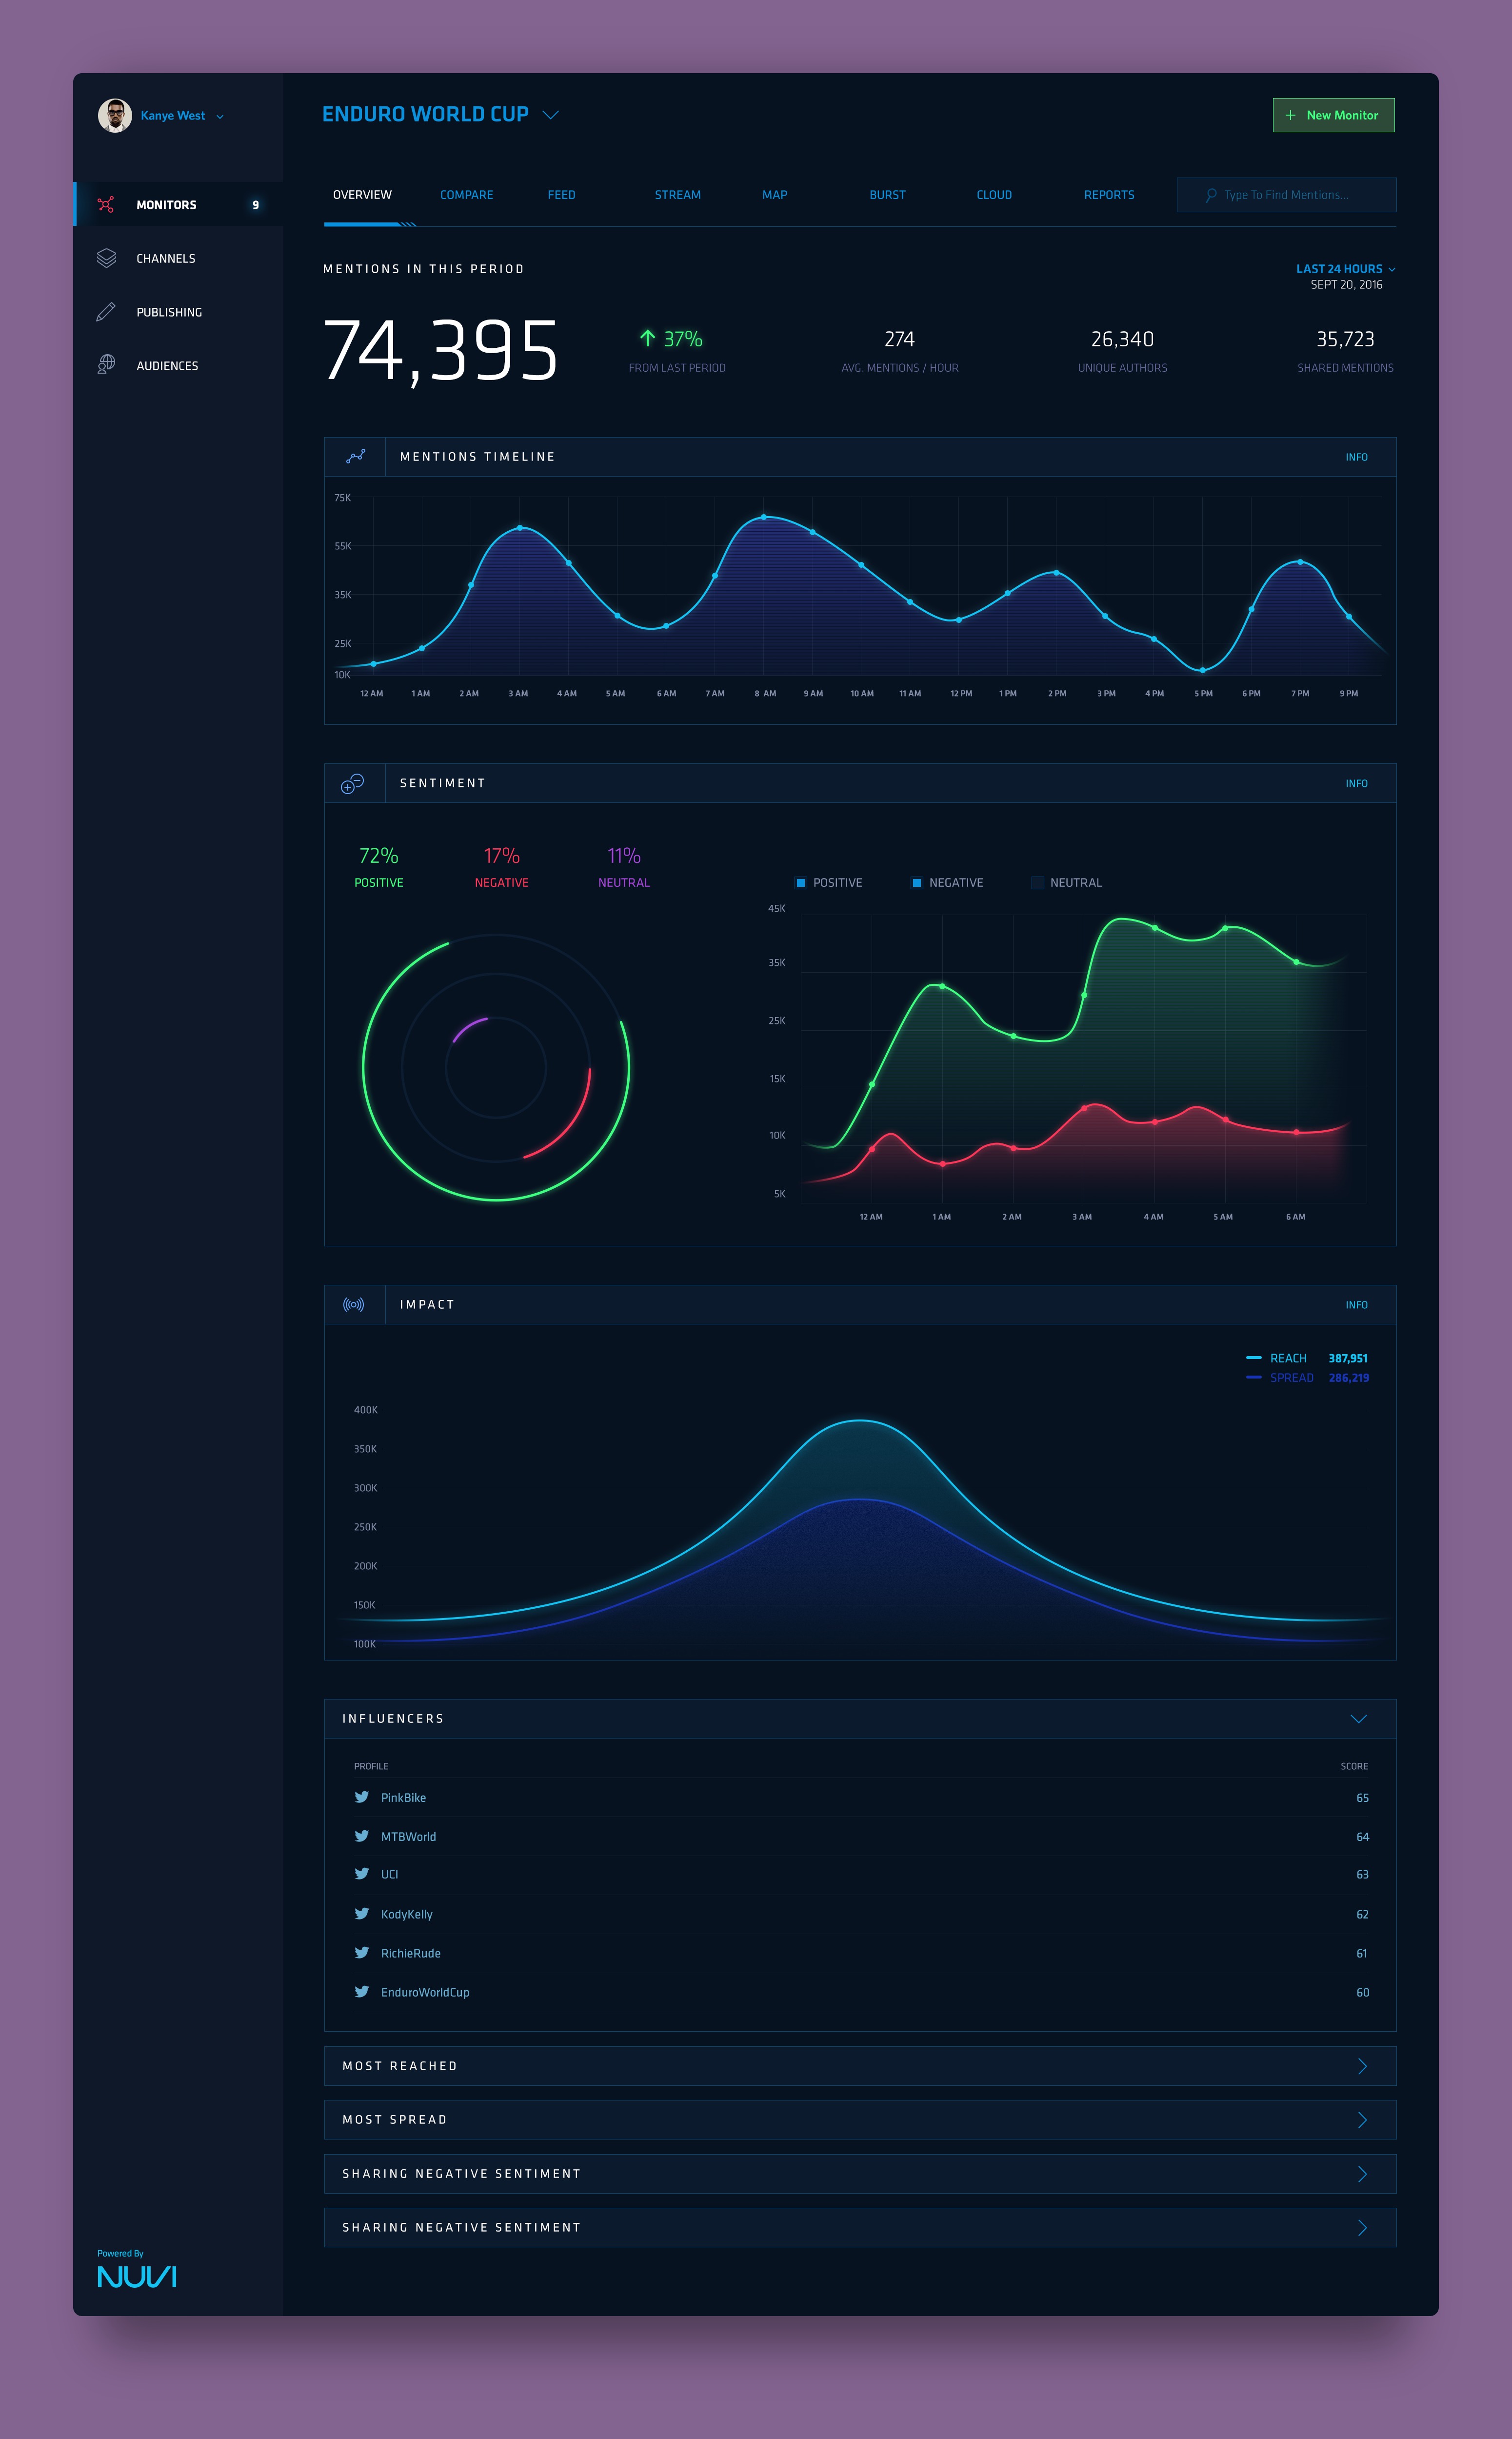 Kanye West
ENDURO WORLD CUP
+ New Monitor
MONITORS 9
CHANNELS
PUBLISHING
AUDIENCES
OVERVIEW COMPARE FEED STREAM MAP BURST CLOUD REPORTS Type To Find Mentions...
MENTIONS IN THIS PERIOD
LAST 24 HOURS
SEPT 20, 2016
74,395
↑ 37%
FROM LAST PERIOD
274
AVG. MENTIONS / HOUR
26,340
UNIQUE AUTHORS
35,723
SHARED MENTIONS
MENTIONS TIMELINE INFO
75K
55K
35K
25K
10K
12 AM 1 AM 2 AM 3 AM 4 AM 5 AM 6 AM 7 AM 8 AM 9 AM 10 AM 11 AM 12 PM 1 PM 2 PM 3 PM 4 PM 5 PM 6 PM 7 PM 9 PM
SENTIMENT INFO
72% 17% 11%
POSITIVE NEGATIVE NEUTRAL
POSITIVE NEGATIVE NEUTRAL
45K
35K
25K
15K
10K
5K
12 AM 1 AM 2 AM 3 AM 4 AM 5 AM 6 AM
IMPACT INFO
REACH 387,951
SPREAD 286,219
400K
350K
300K
250K
200K
150K
100K
INFLUENCERS
PROFILE SCORE
PinkBike 65
MTBWorld 64
UCI 63
KodyKelly 62
RichieRude 61
EnduroWorldCup 60
MOST REACHED
MOST SPREAD
SHARING NEGATIVE SENTIMENT
SHARING NEGATIVE SENTIMENT
Powered By
NUVI